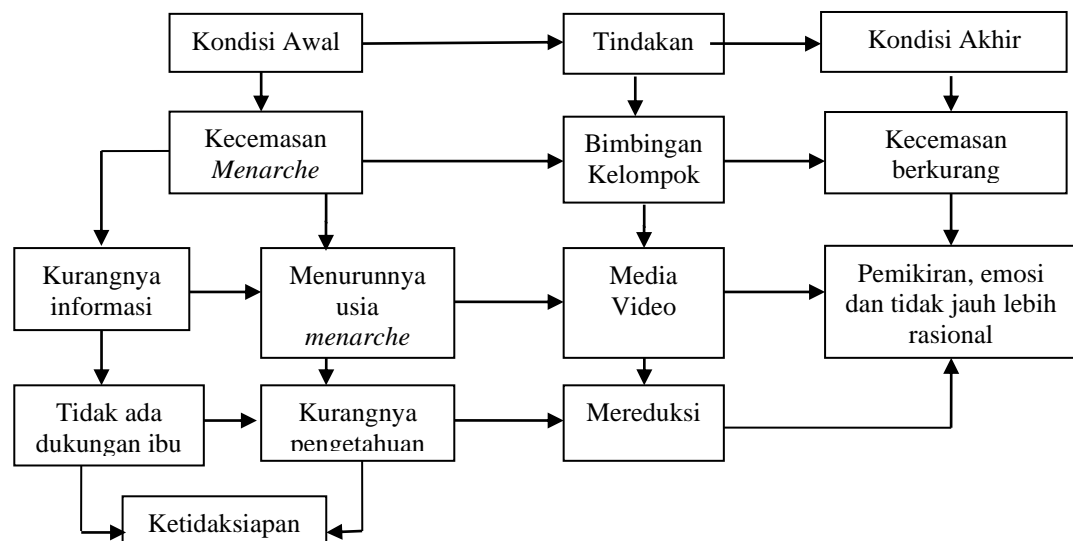 Kondisi Awal
Tindakan
Kondisi Akhir
Kecemasan
Menarche
Bimbingan
Kelompok
Kecemasan
berkurang
Kurangnya
informasi
Menurunnya
usia
menarche
Media
Video
Pemikiran, emosi
dan tidak jauh lebih
rasional
Tidak ada
dukungan ibu
Kurangnya
pengetahuan
Mereduksi
Ketidaksiapan